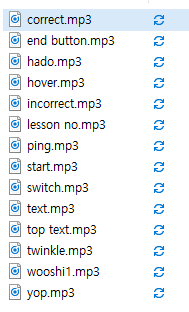 correct.mp3
end button.mp3
hado.mp3
hover.mp3
incorrect.mp3
lesson no.mp3
ping.mp3
start.mp3
switch.mp3
text.mp3
top text.mp3
twinkle.mp3
wooshi1.mp3
yop.mp3